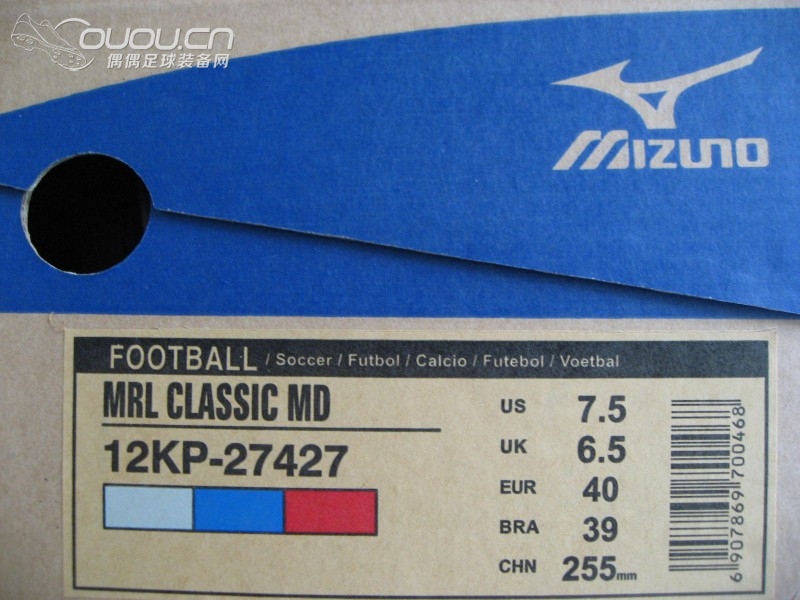 ouou.cn
偶偶足球装备网
MIZUNO
FOOTBALL / Soccer / Futbol / Calcio / Futebol / Voetbal
MRL CLASSIC MD
12KP-27427
US 7.5
UK 6.5
EUR 40
BRA 39
CHN 255mm
6907869700468